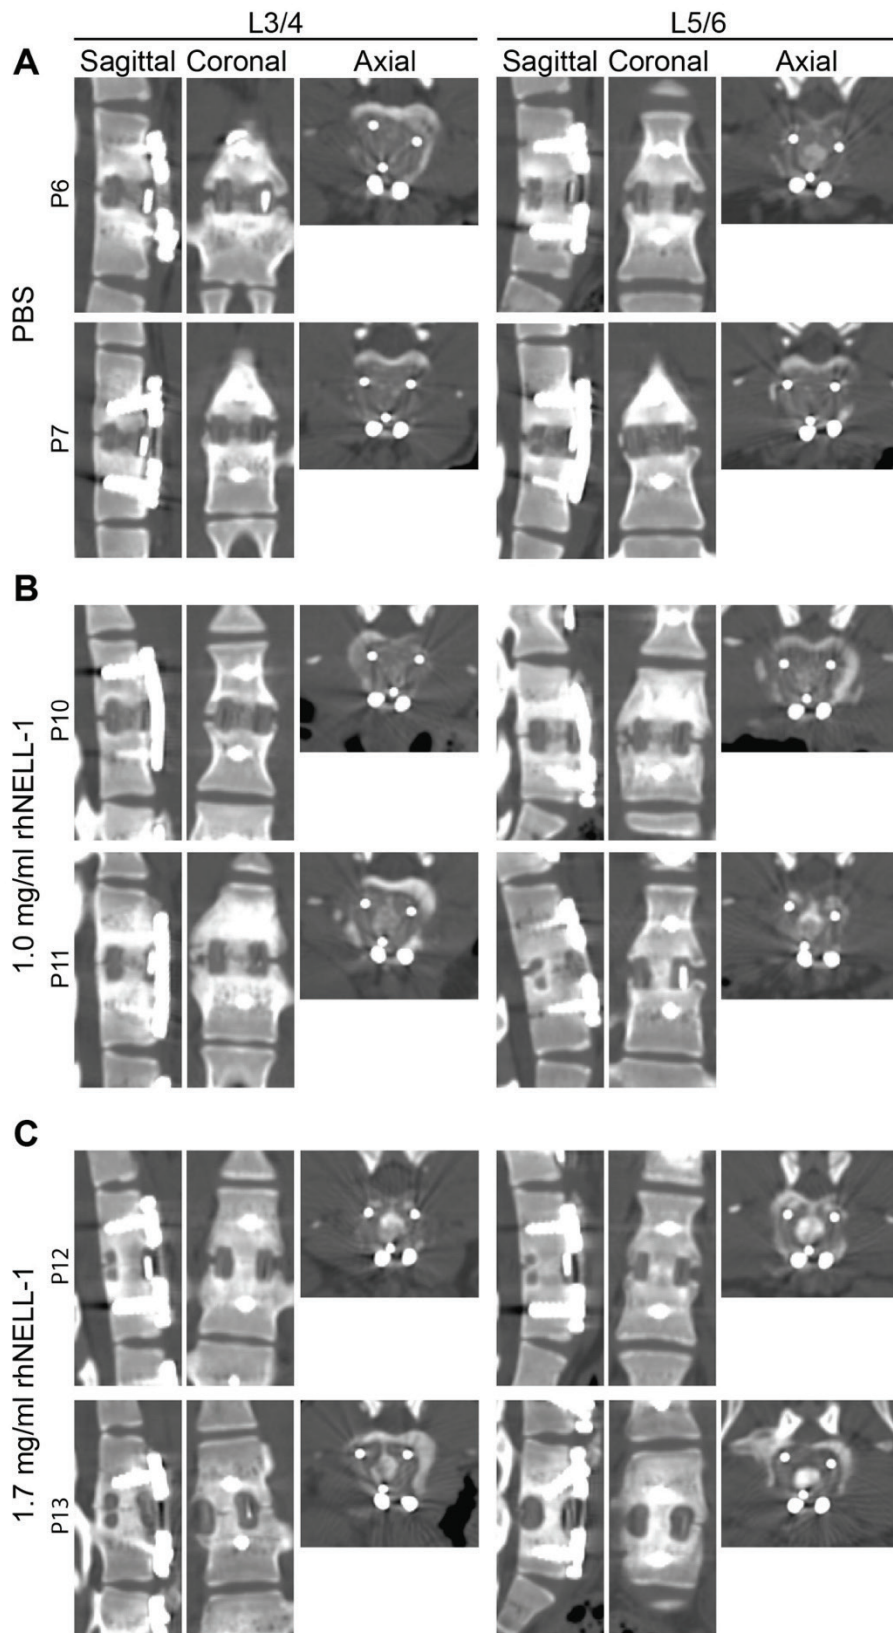 L3/4 L5/6
A Sagittal Coronal Axial Sagittal Coronal Axial
P6
PBS
P7
B
P10
1.0 mg/ml rhNELL-1
P11
C
P12
1.7 mg/ml rhNELL-1
P13